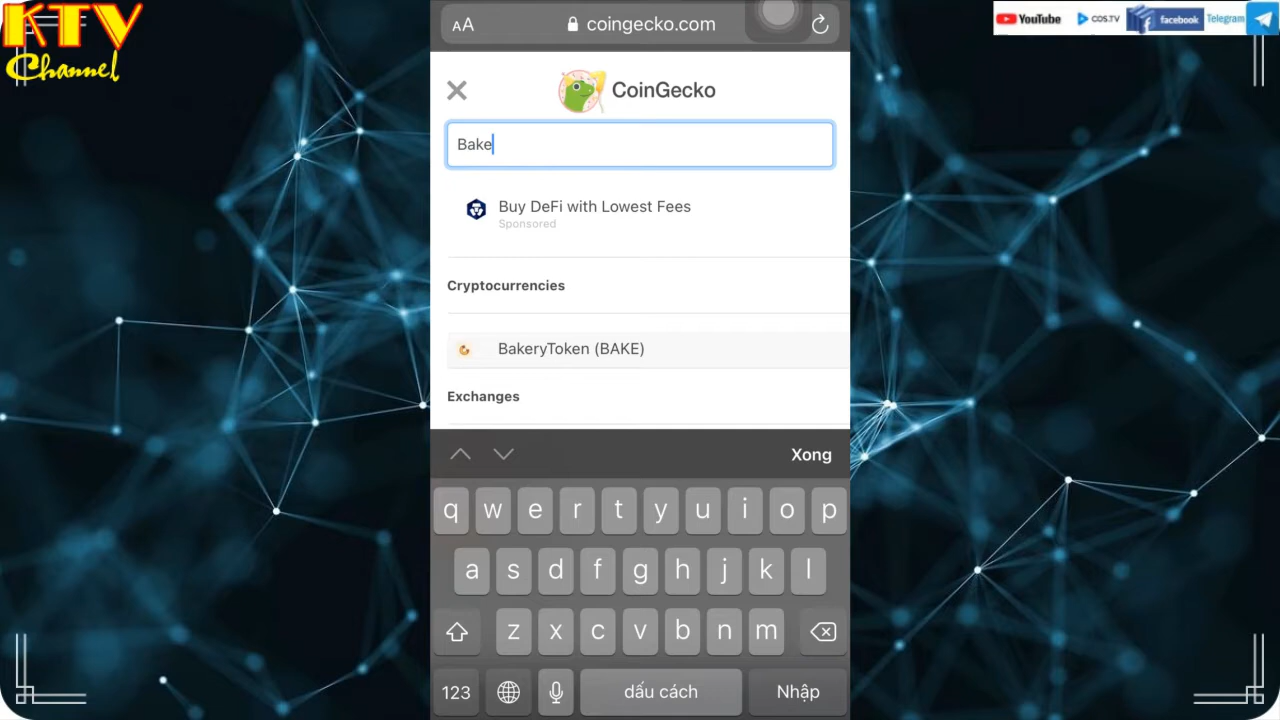 KTV
Channel
YouTube
COS.TV
facebook
Telegram
AA
coingecko.com
CoinGecko
Bake
Buy DeFi with Lowest Fees
Sponsored
Cryptocurrencies
BakeryToken (BAKE)
Exchanges
Xong
q w e r t y u i o p
a s d f g h j k l
z x c v b n m
123 dấu cách Nhập